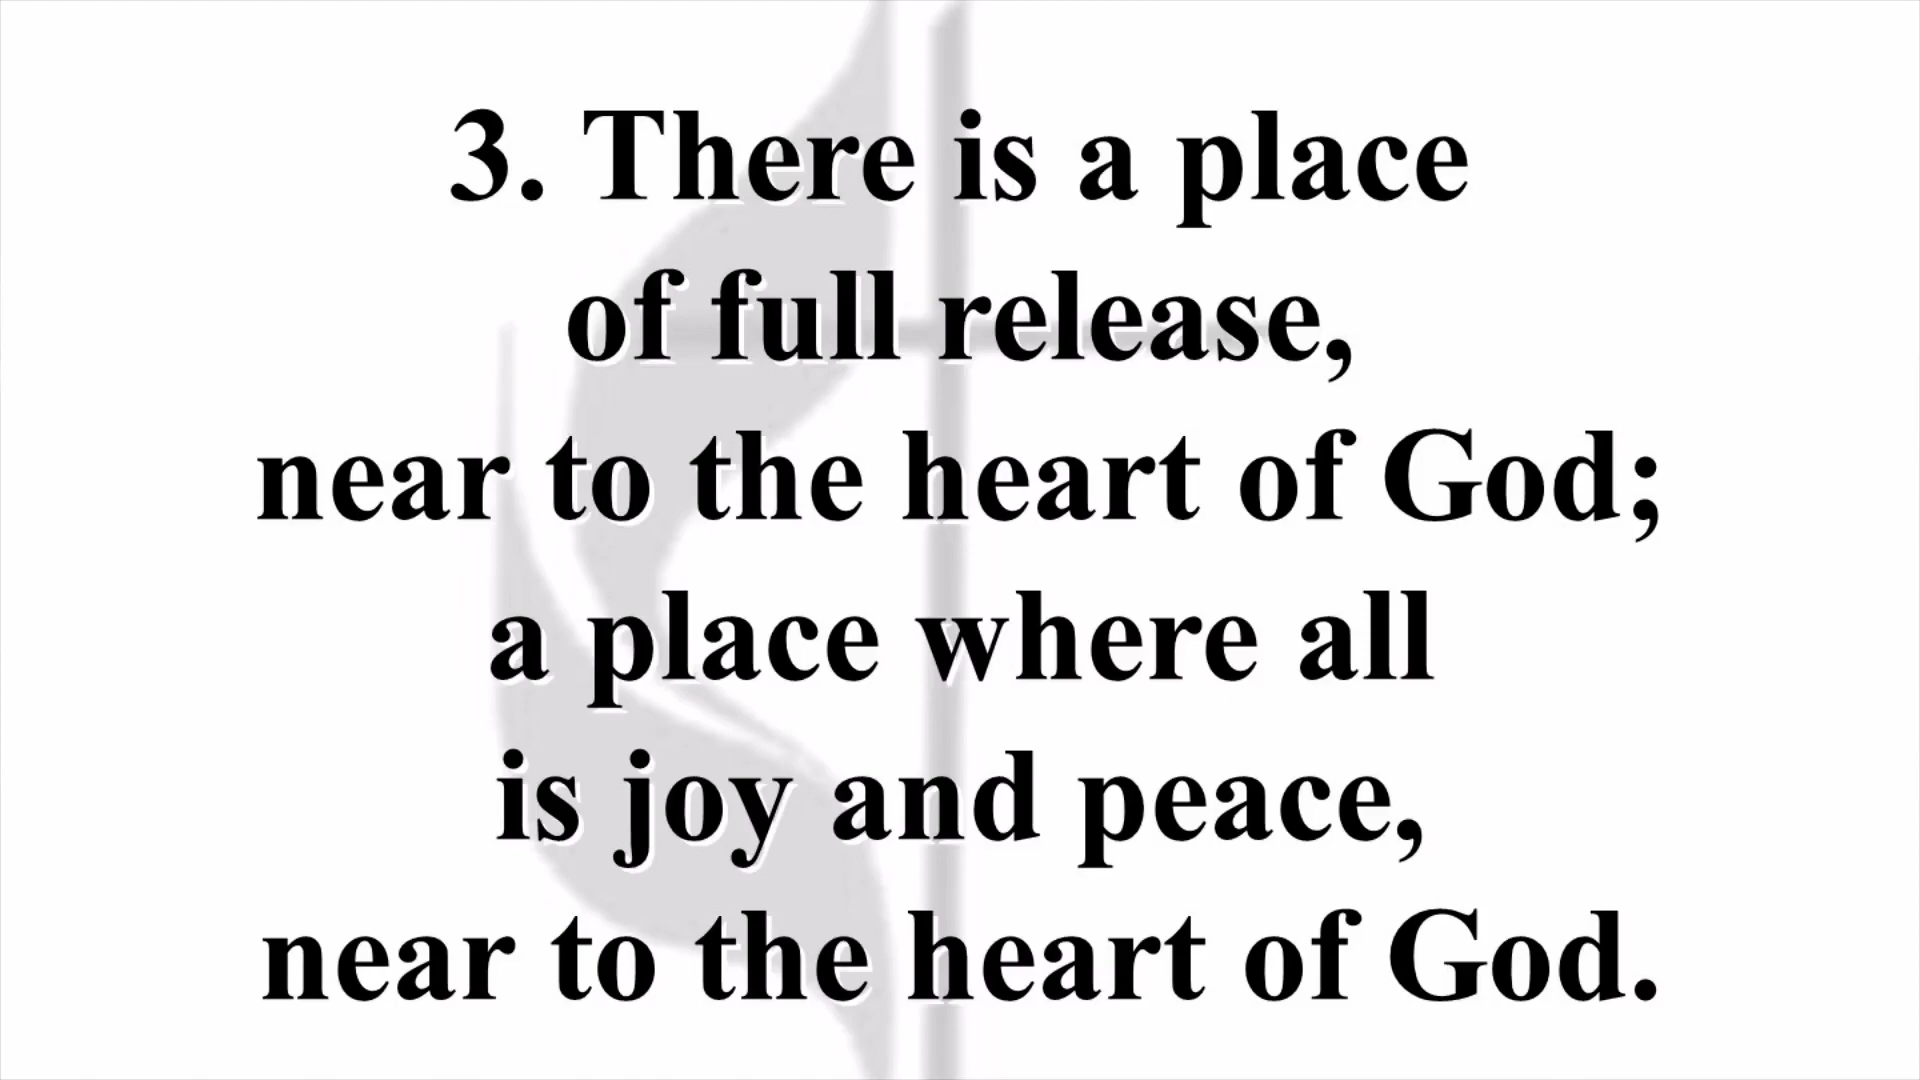 3. There is a place
of full release,
near to the heart of God;
a place where all
is joy and peace,
near to the heart of God.